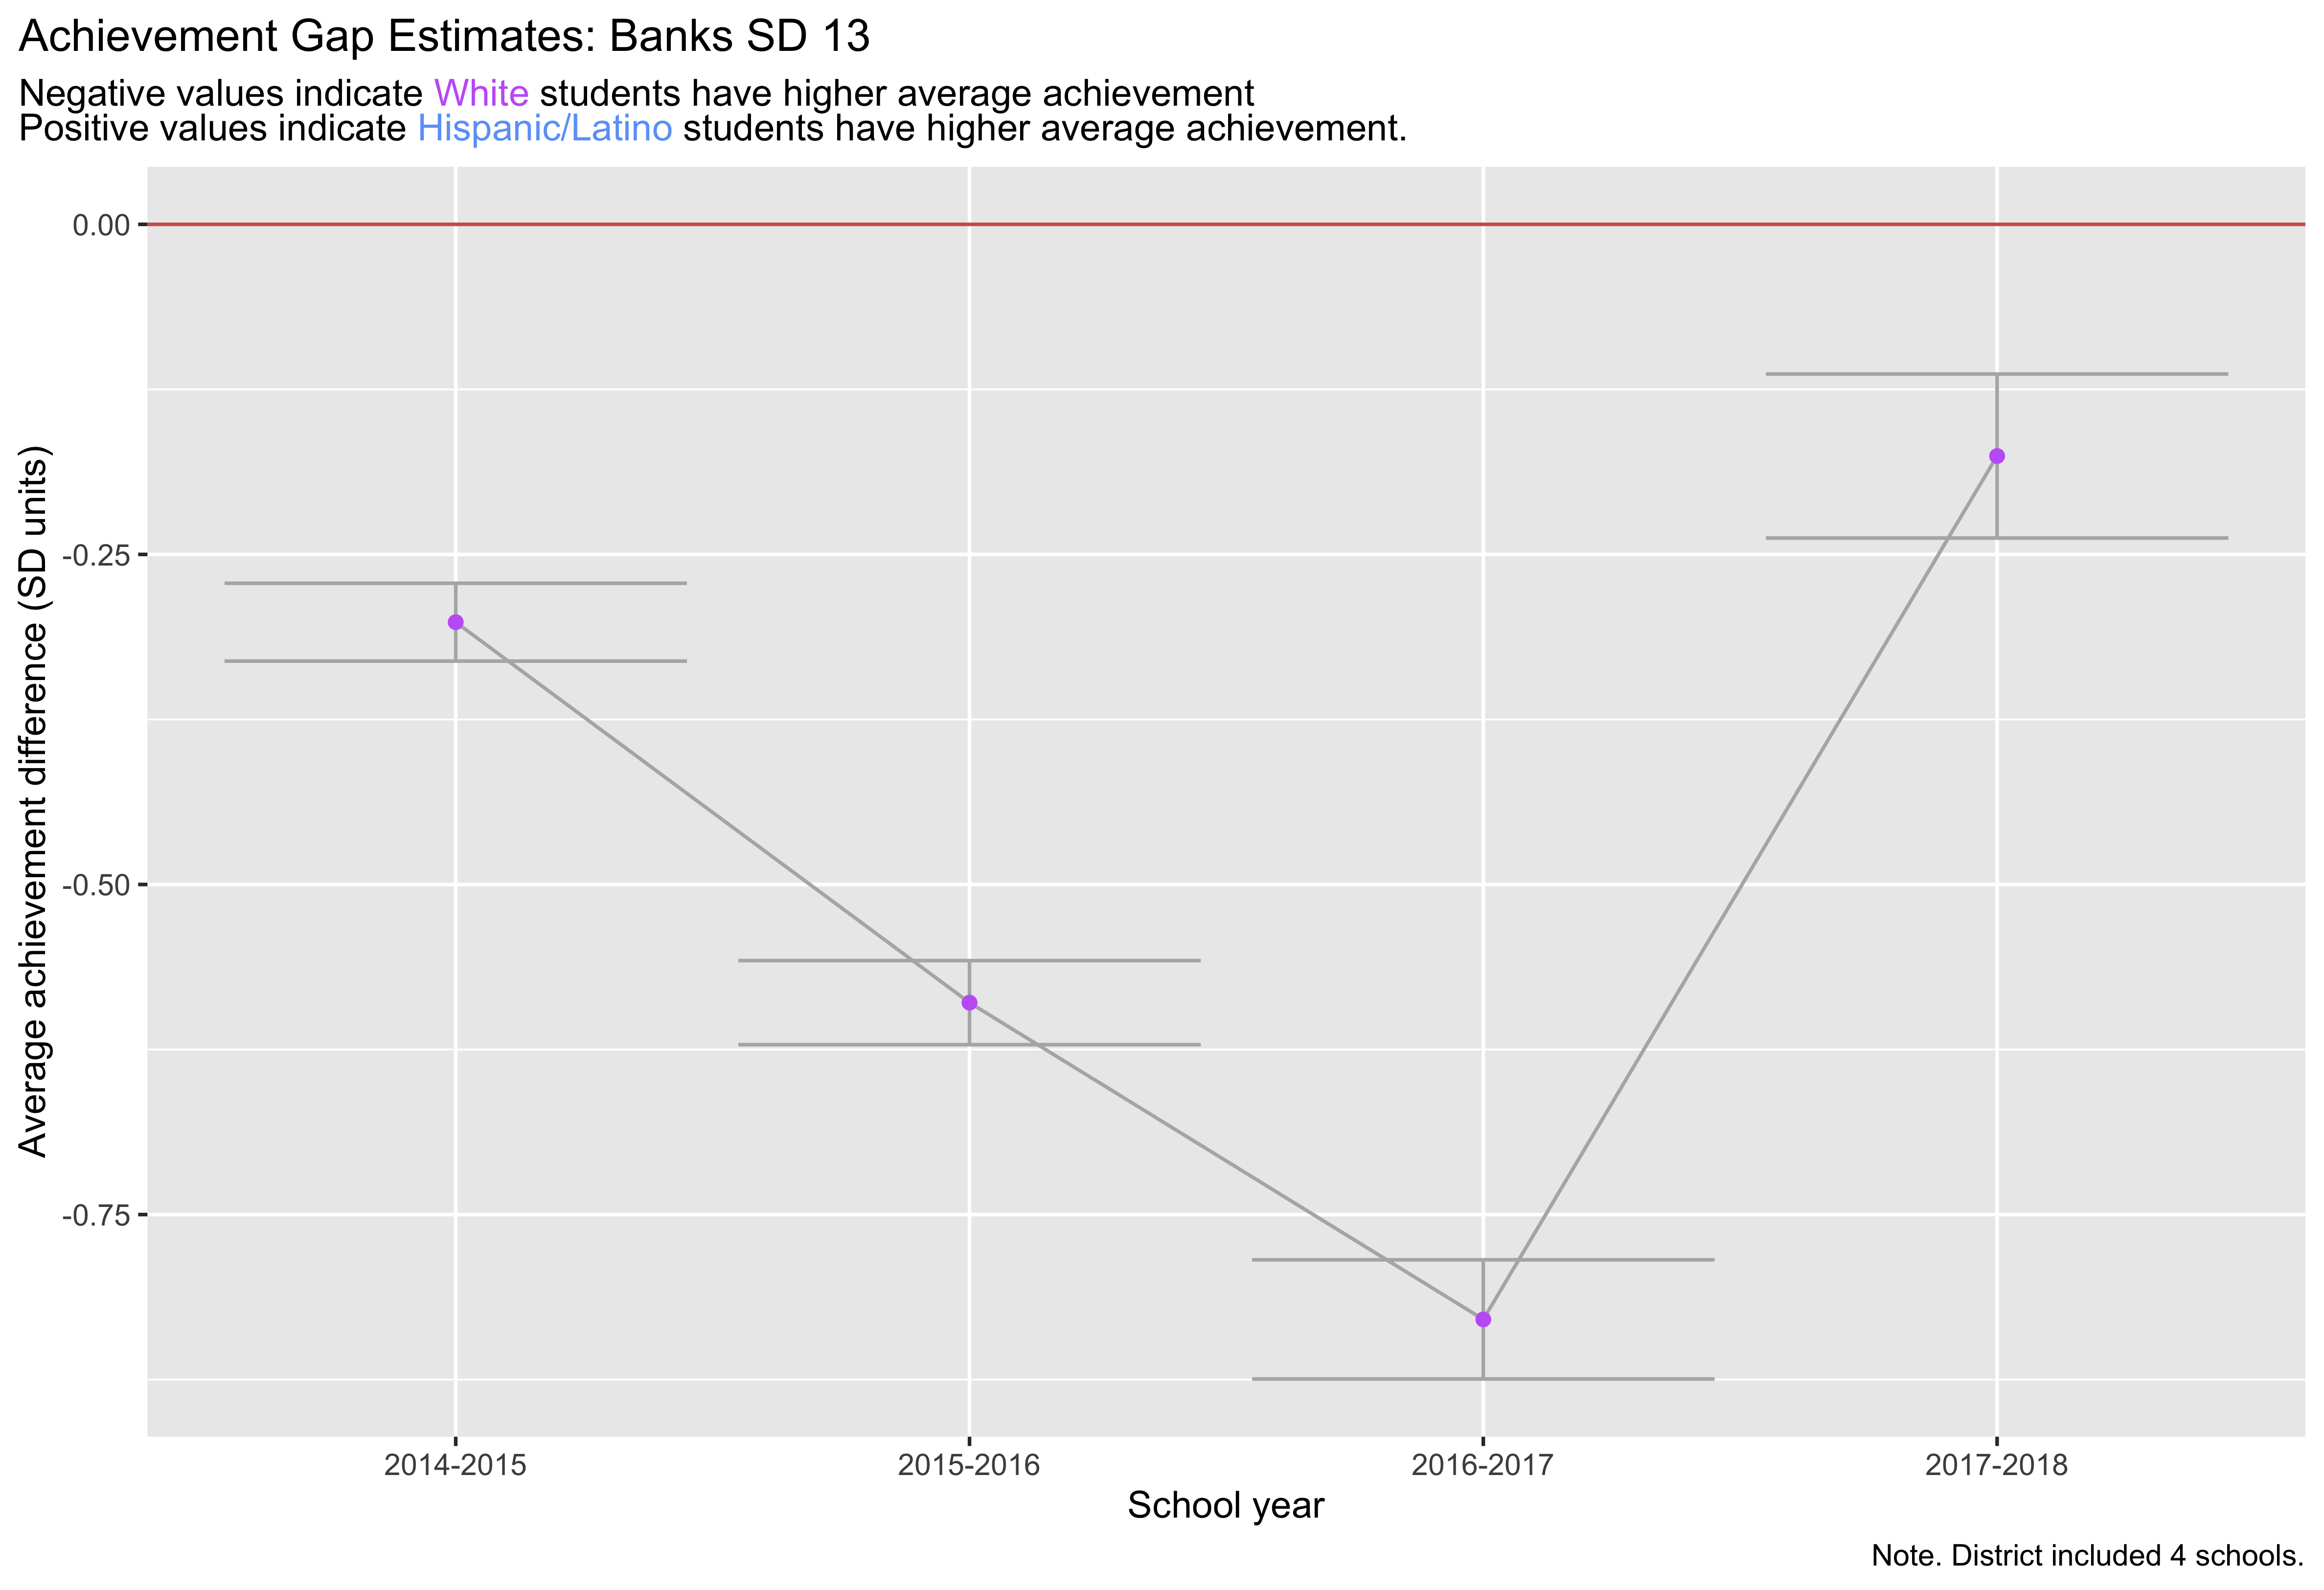 Achievement Gap Estimates: Banks SD 13
Negative values indicate White students have higher average achievement
Positive values indicate Hispanic/Latino students have higher average achievement.
Average achievement difference (SD units)
0.00
-0.25
-0.50
-0.75
2014-2015
2015-2016
2016-2017
2017-2018
School year
Note. District included 4 schools.